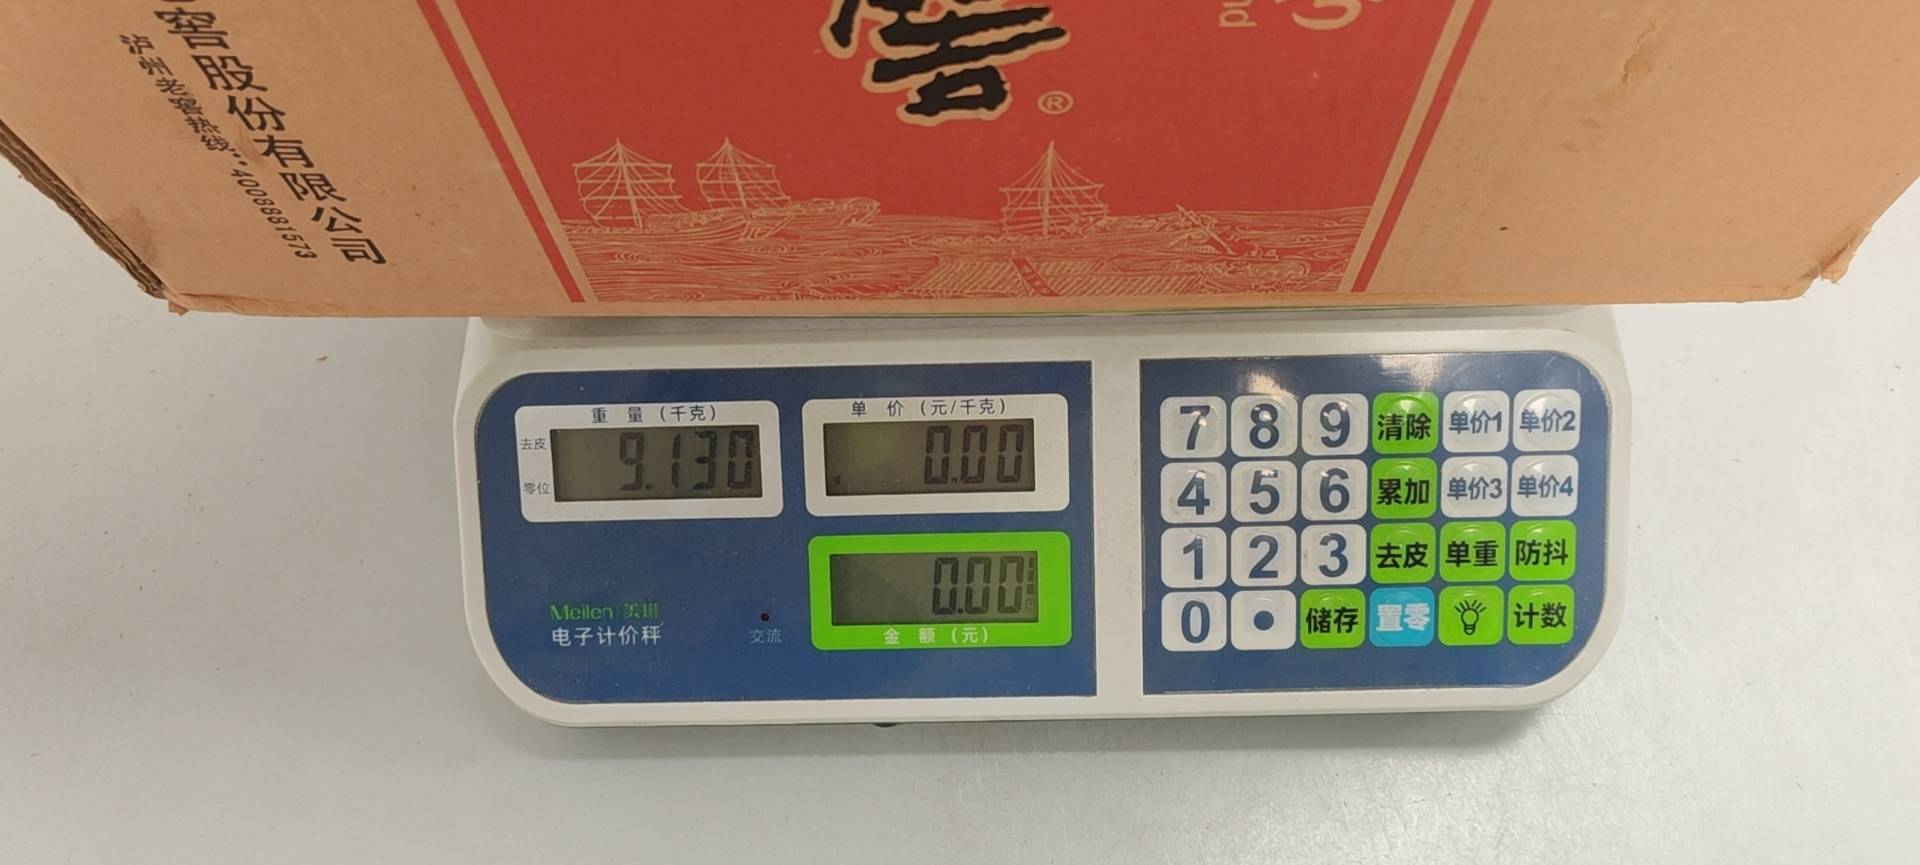 窖股份有限公司
泸州老窖热线:4008881573
窖
®
重 量 (千克)
去皮
零位
9.130
单 价 (元/千克)
0.00
0.00
金 额 (元)
Meilen 美琳
电子计价秤
交流
7 8 9 清除 单价1 单价2
4 5 6 累加 单价3 单价4
1 2 3 去皮 单重 防抖
0 . 储存 置零 计数